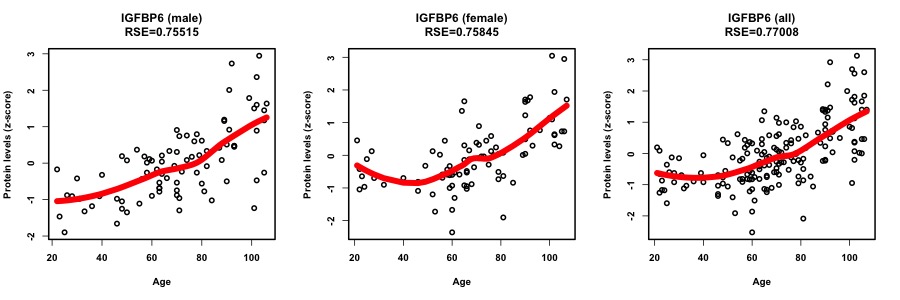 IGFBP6 (male)
RSE=0.75515
Protein levels (z-score)
3
2
1
0
-1
-2
20
40
60
80
100
Age
IGFBP6 (female)
RSE=0.75845
Protein levels (z-score)
3
2
1
0
-1
-2
20
40
60
80
100
Age
IGFBP6 (all)
RSE=0.77008
Protein levels (z-score)
3
2
1
0
-1
-2
20
40
60
80
100
Age